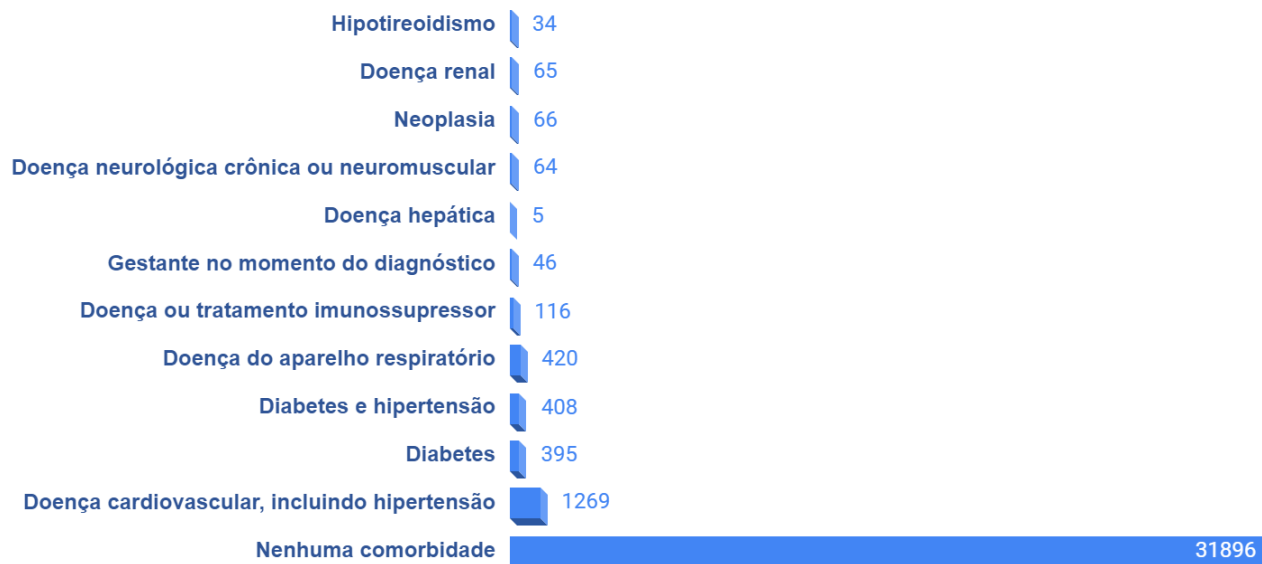 Hipotireoidismo 34
Doença renal 65
Neoplasia 66
Doença neurológica crônica ou neuromuscular 64
Doença hepática 5
Gestante no momento do diagnóstico 46
Doença ou tratamento imunossupressor 116
Doença do aparelho respiratório 420
Diabetes e hipertensão 408
Diabetes 395
Doença cardiovascular, incluindo hipertensão 1269
Nenhuma comorbidade 31896